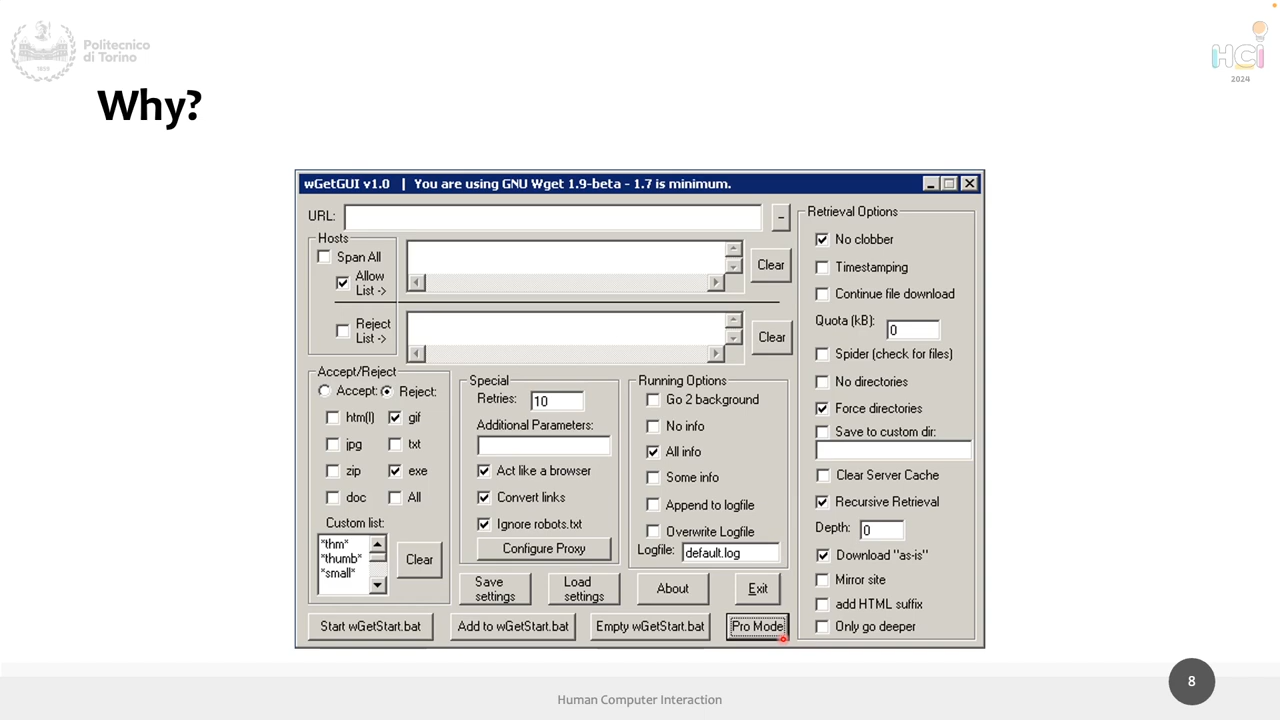 Politecnico
di Torino
1859
HCI
2024
Why?
wGetGUI v1.0 | You are using GNU Wget 1.9-beta - 1.7 is minimum.
URL:
-
Hosts
Span All
Allow
List ->
Clear
Reject
List ->
Clear
Accept/Reject
Accept: Reject:
htm(l) gif
jpg txt
zip exe
doc All
Custom list:
*thm*
*thumb*
*small*
Clear
Special
Retries: 10
Additional Parameters:
Act like a browser
Convert links
Ignore robots.txt
Configure Proxy
Running Options
Go 2 background
No info
All info
Some info
Append to logfile
Overwrite Logfile
Logfile: default.log
Retrieval Options
No clobber
Timestamping
Continue file download
Quota (kB): 0
Spider (check for files)
No directories
Force directories
Save to custom dir:
Clear Server Cache
Recursive Retrieval
Depth: 0
Download "as-is"
Mirror site
add HTML suffix
Only go deeper
Save
settings
Load
settings
About
Exit
Start wGetStart.bat
Add to wGetStart.bat
Empty wGetStart.bat
Pro Mode
Human Computer Interaction
8